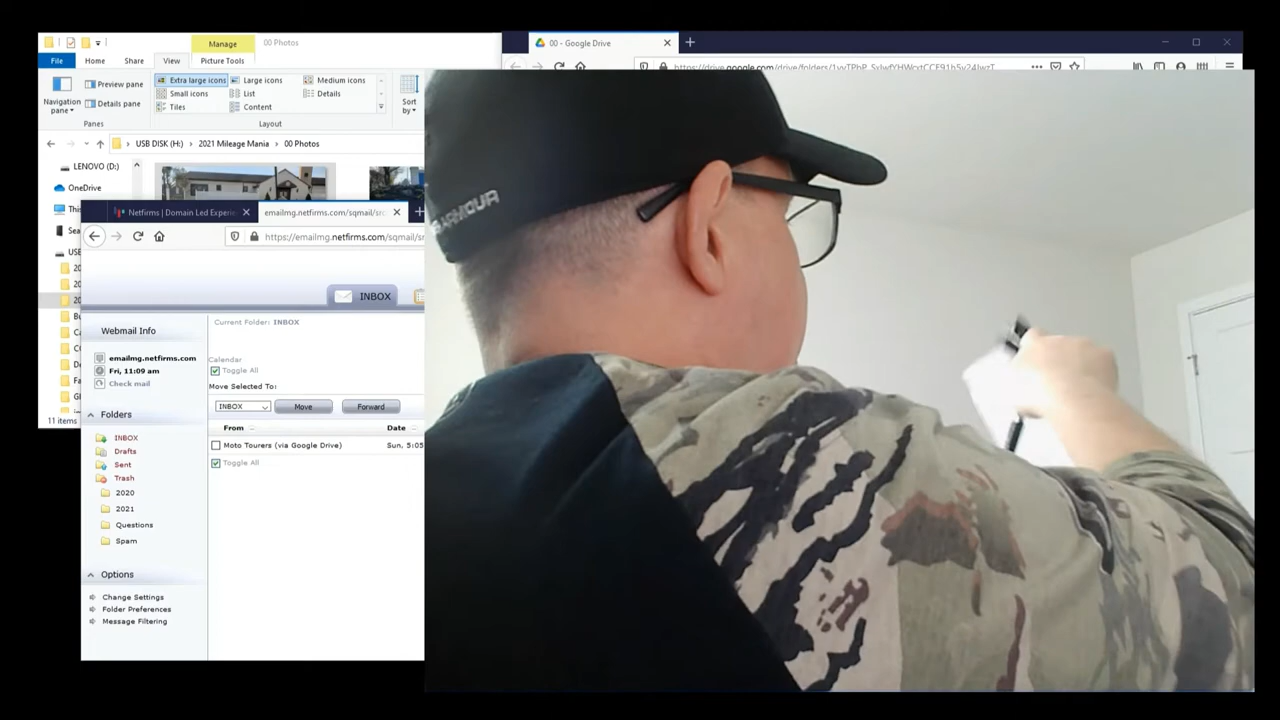 Manage
00 Photos
File
Home
Share
View
Picture Tools
Navigation
pane
Preview pane
Details pane
Panes
Extra large icons
Large icons
Medium icons
Small icons
List
Details
Tiles
Content
Layout
Sort
by
USB DISK (H:)
2021 Mileage Mania
00 Photos
LENOVO (D:)
OneDrive
11 items
00 - Google Drive
Netfirms | Domain Led Experie
emailmg.netfirms.com/sqmail/src
https://emailmg.netfirms.com/sqmail/s
INBOX
Webmail Info
emailmg.netfirms.com
Fri, 11:09 am
Check mail
Folders
INBOX
Drafts
Sent
Trash
2020
2021
Questions
Spam
Options
Change Settings
Folder Preferences
Message Filtering
Current Folder: INBOX
Calendar
Toggle All
Move Selected To:
INBOX
Move
Forward
From
Date
Moto Tourers (via Google Drive)
Sun, 5:05
Toggle All